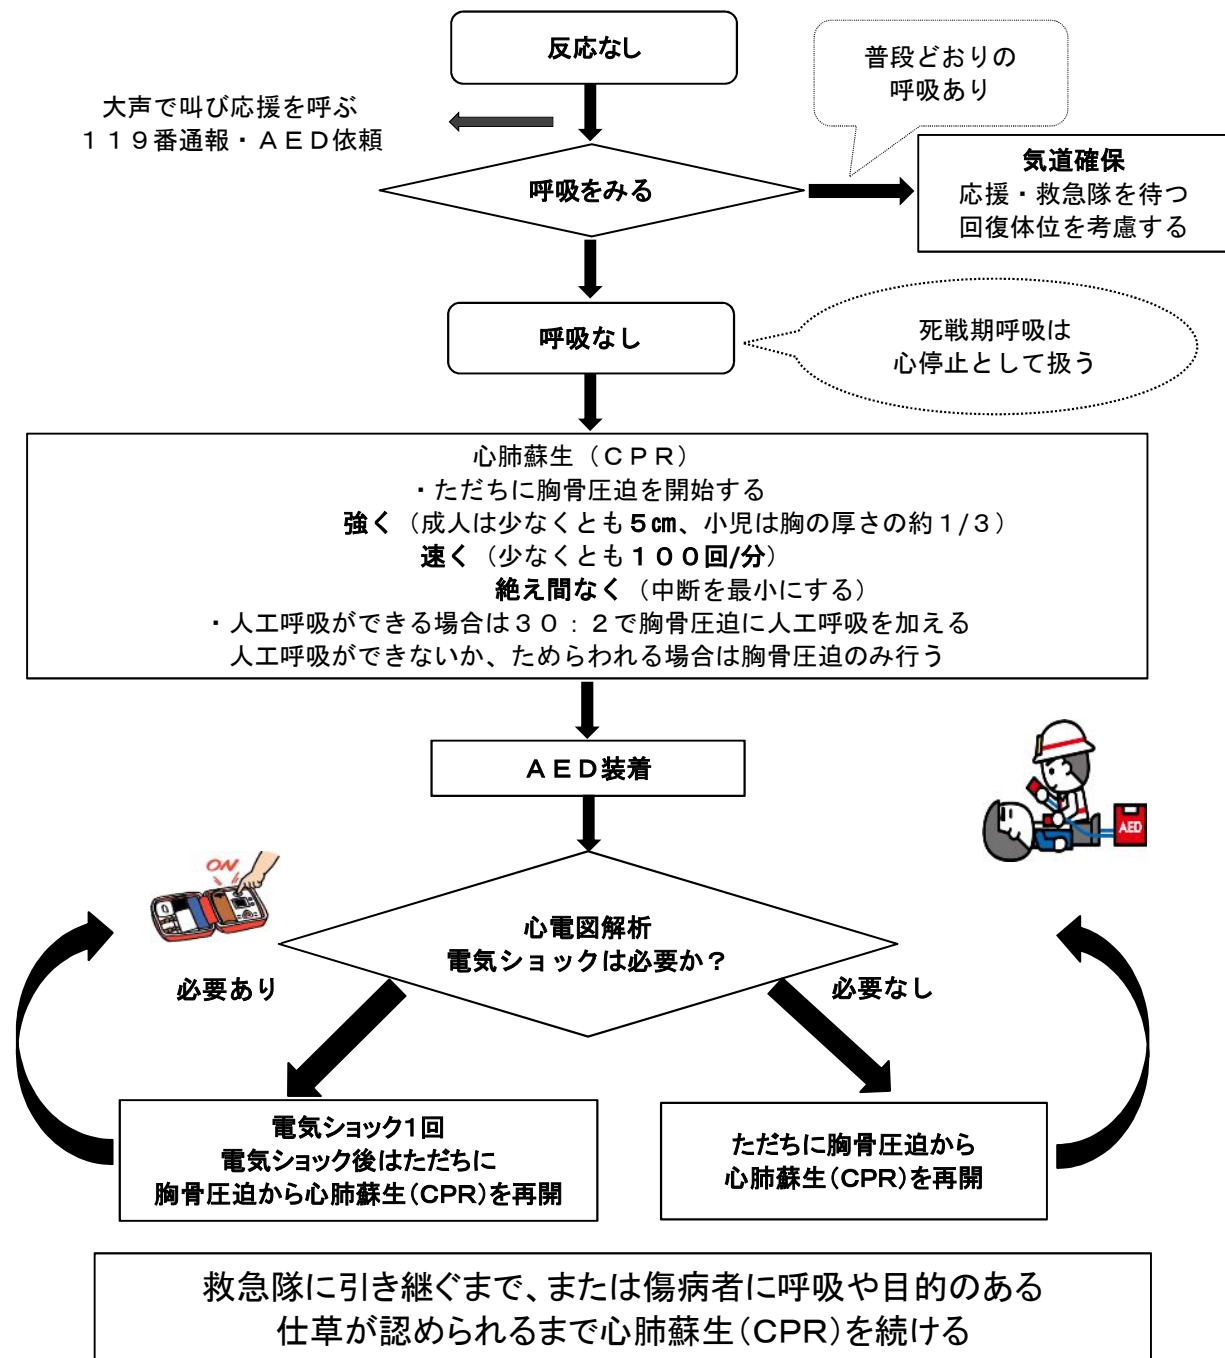 反応なし
普段どおりの
呼吸あり
大声で叫び応援を呼ぶ
119番通報・AED依頼
呼吸をみる
気道確保
応援・救急隊を待つ
回復体位を考慮する
呼吸なし
死戦期呼吸は
心停止として扱う
心肺蘇生（CPR）
・ただちに胸骨圧迫を開始する
強く（成人は少なくとも5㎝、小児は胸の厚さの約1/3）
速く（少なくとも100回/分）
絶え間なく（中断を最小にする）
・人工呼吸ができる場合は30：2で胸骨圧迫に人工呼吸を加える
人工呼吸ができないか、ためらわれる場合は胸骨圧迫のみ行う
AED装着
AED
ON
心電図解析
電気ショックは必要か？
必要あり
必要なし
電気ショック1回
電気ショック後はただちに
胸骨圧迫から心肺蘇生（CPR）を再開
ただちに胸骨圧迫から
心肺蘇生（CPR）を再開
救急隊に引き継ぐまで、または傷病者に呼吸や目的のある
仕草が認められるまで心肺蘇生（CPR）を続ける